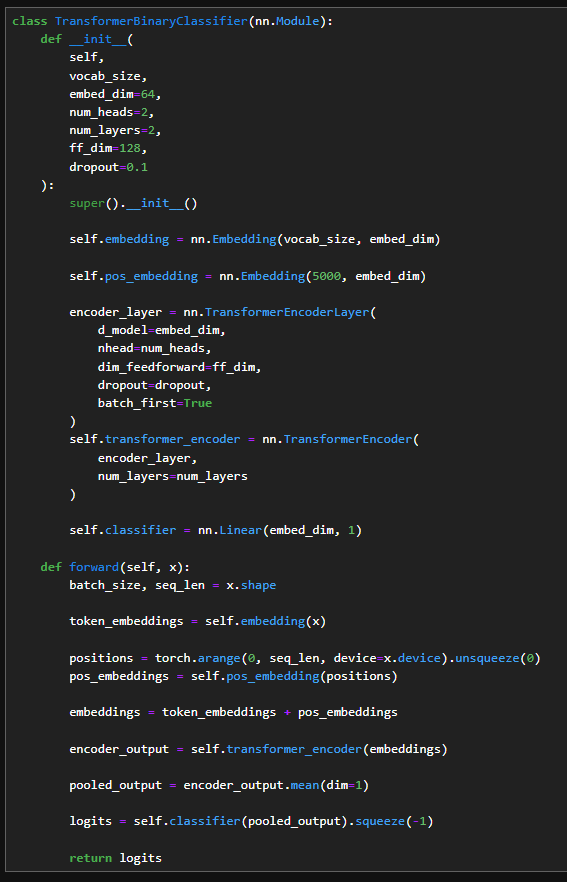 class TransformerBinaryClassifier(nn.Module):
    def __init__(
        self,
        vocab_size,
        embed_dim=64,
        num_heads=2,
        num_layers=2,
        ff_dim=128,
        dropout=0.1
    ):
        super().__init__()

        self.embedding = nn.Embedding(vocab_size, embed_dim)

        self.pos_embedding = nn.Embedding(5000, embed_dim)

        encoder_layer = nn.TransformerEncoderLayer(
            d_model=embed_dim,
            nhead=num_heads,
            dim_feedforward=ff_dim,
            dropout=dropout,
            batch_first=True
        )
        self.transformer_encoder = nn.TransformerEncoder(
            encoder_layer,
            num_layers=num_layers
        )

        self.classifier = nn.Linear(embed_dim, 1)

    def forward(self, x):
        batch_size, seq_len = x.shape

        token_embeddings = self.embedding(x)

        positions = torch.arange(0, seq_len, device=x.device).unsqueeze(0)
        pos_embeddings = self.pos_embedding(positions)

        embeddings = token_embeddings + pos_embeddings

        encoder_output = self.transformer_encoder(embeddings)

        pooled_output = encoder_output.mean(dim=1)

        logits = self.classifier(pooled_output).squeeze(-1)

        return logits